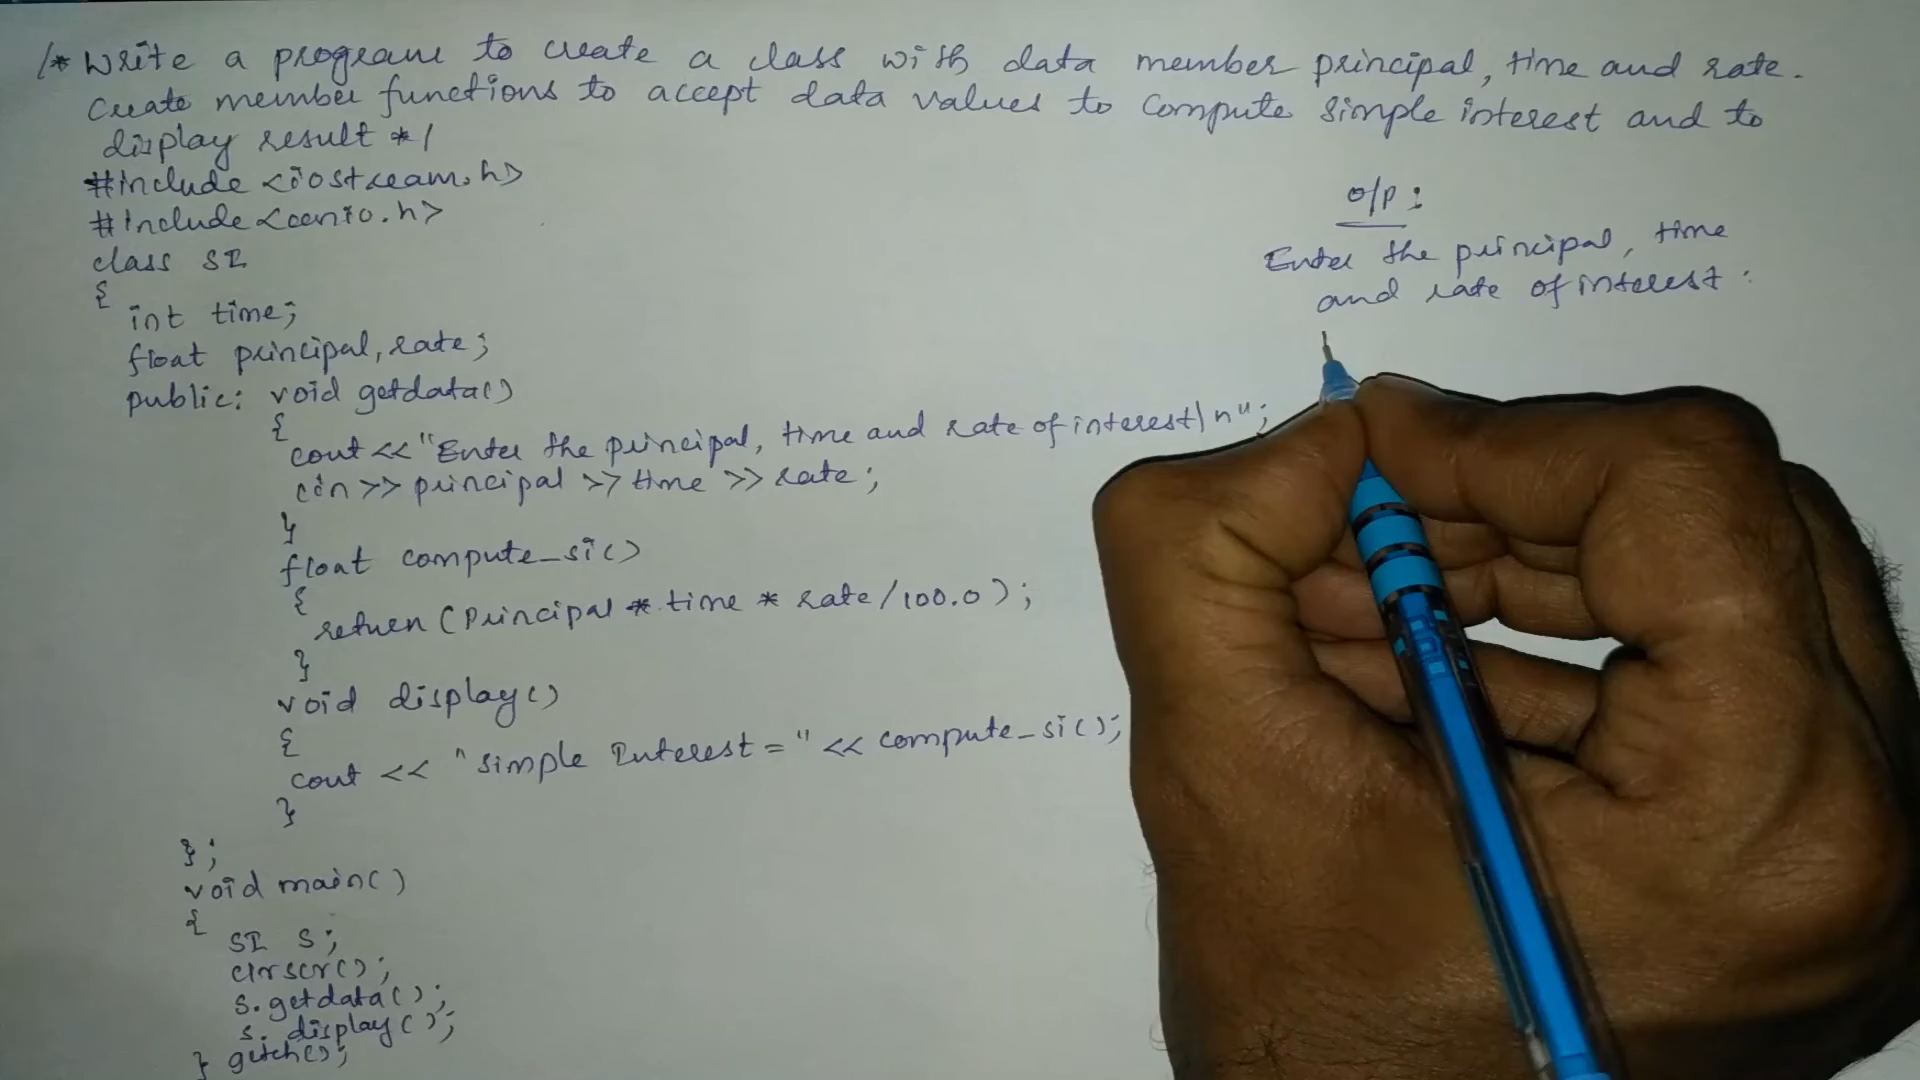 /* Write a program to create a class with data member principal, time and rate.
Create member functions to accept data values to compute simple interest and to
display result */
#include <iostream.h>
#include <conio.h>
class SI
{
int time;
float principal, rate;
public: void getdata()
{
cout << "Enter the principal, time and rate of interest\n";
cin >> principal >> time >> rate;
}
float compute_si()
{
return (Principal * time * rate/100.0);
}
void display()
{
cout << "Simple Interest = " << compute_si();
}
};
void main()
{
SI s;
clrscr();
s.getdata();
s. display();
} getch();
o/p :
Enter the principal, time
and rate of interest :